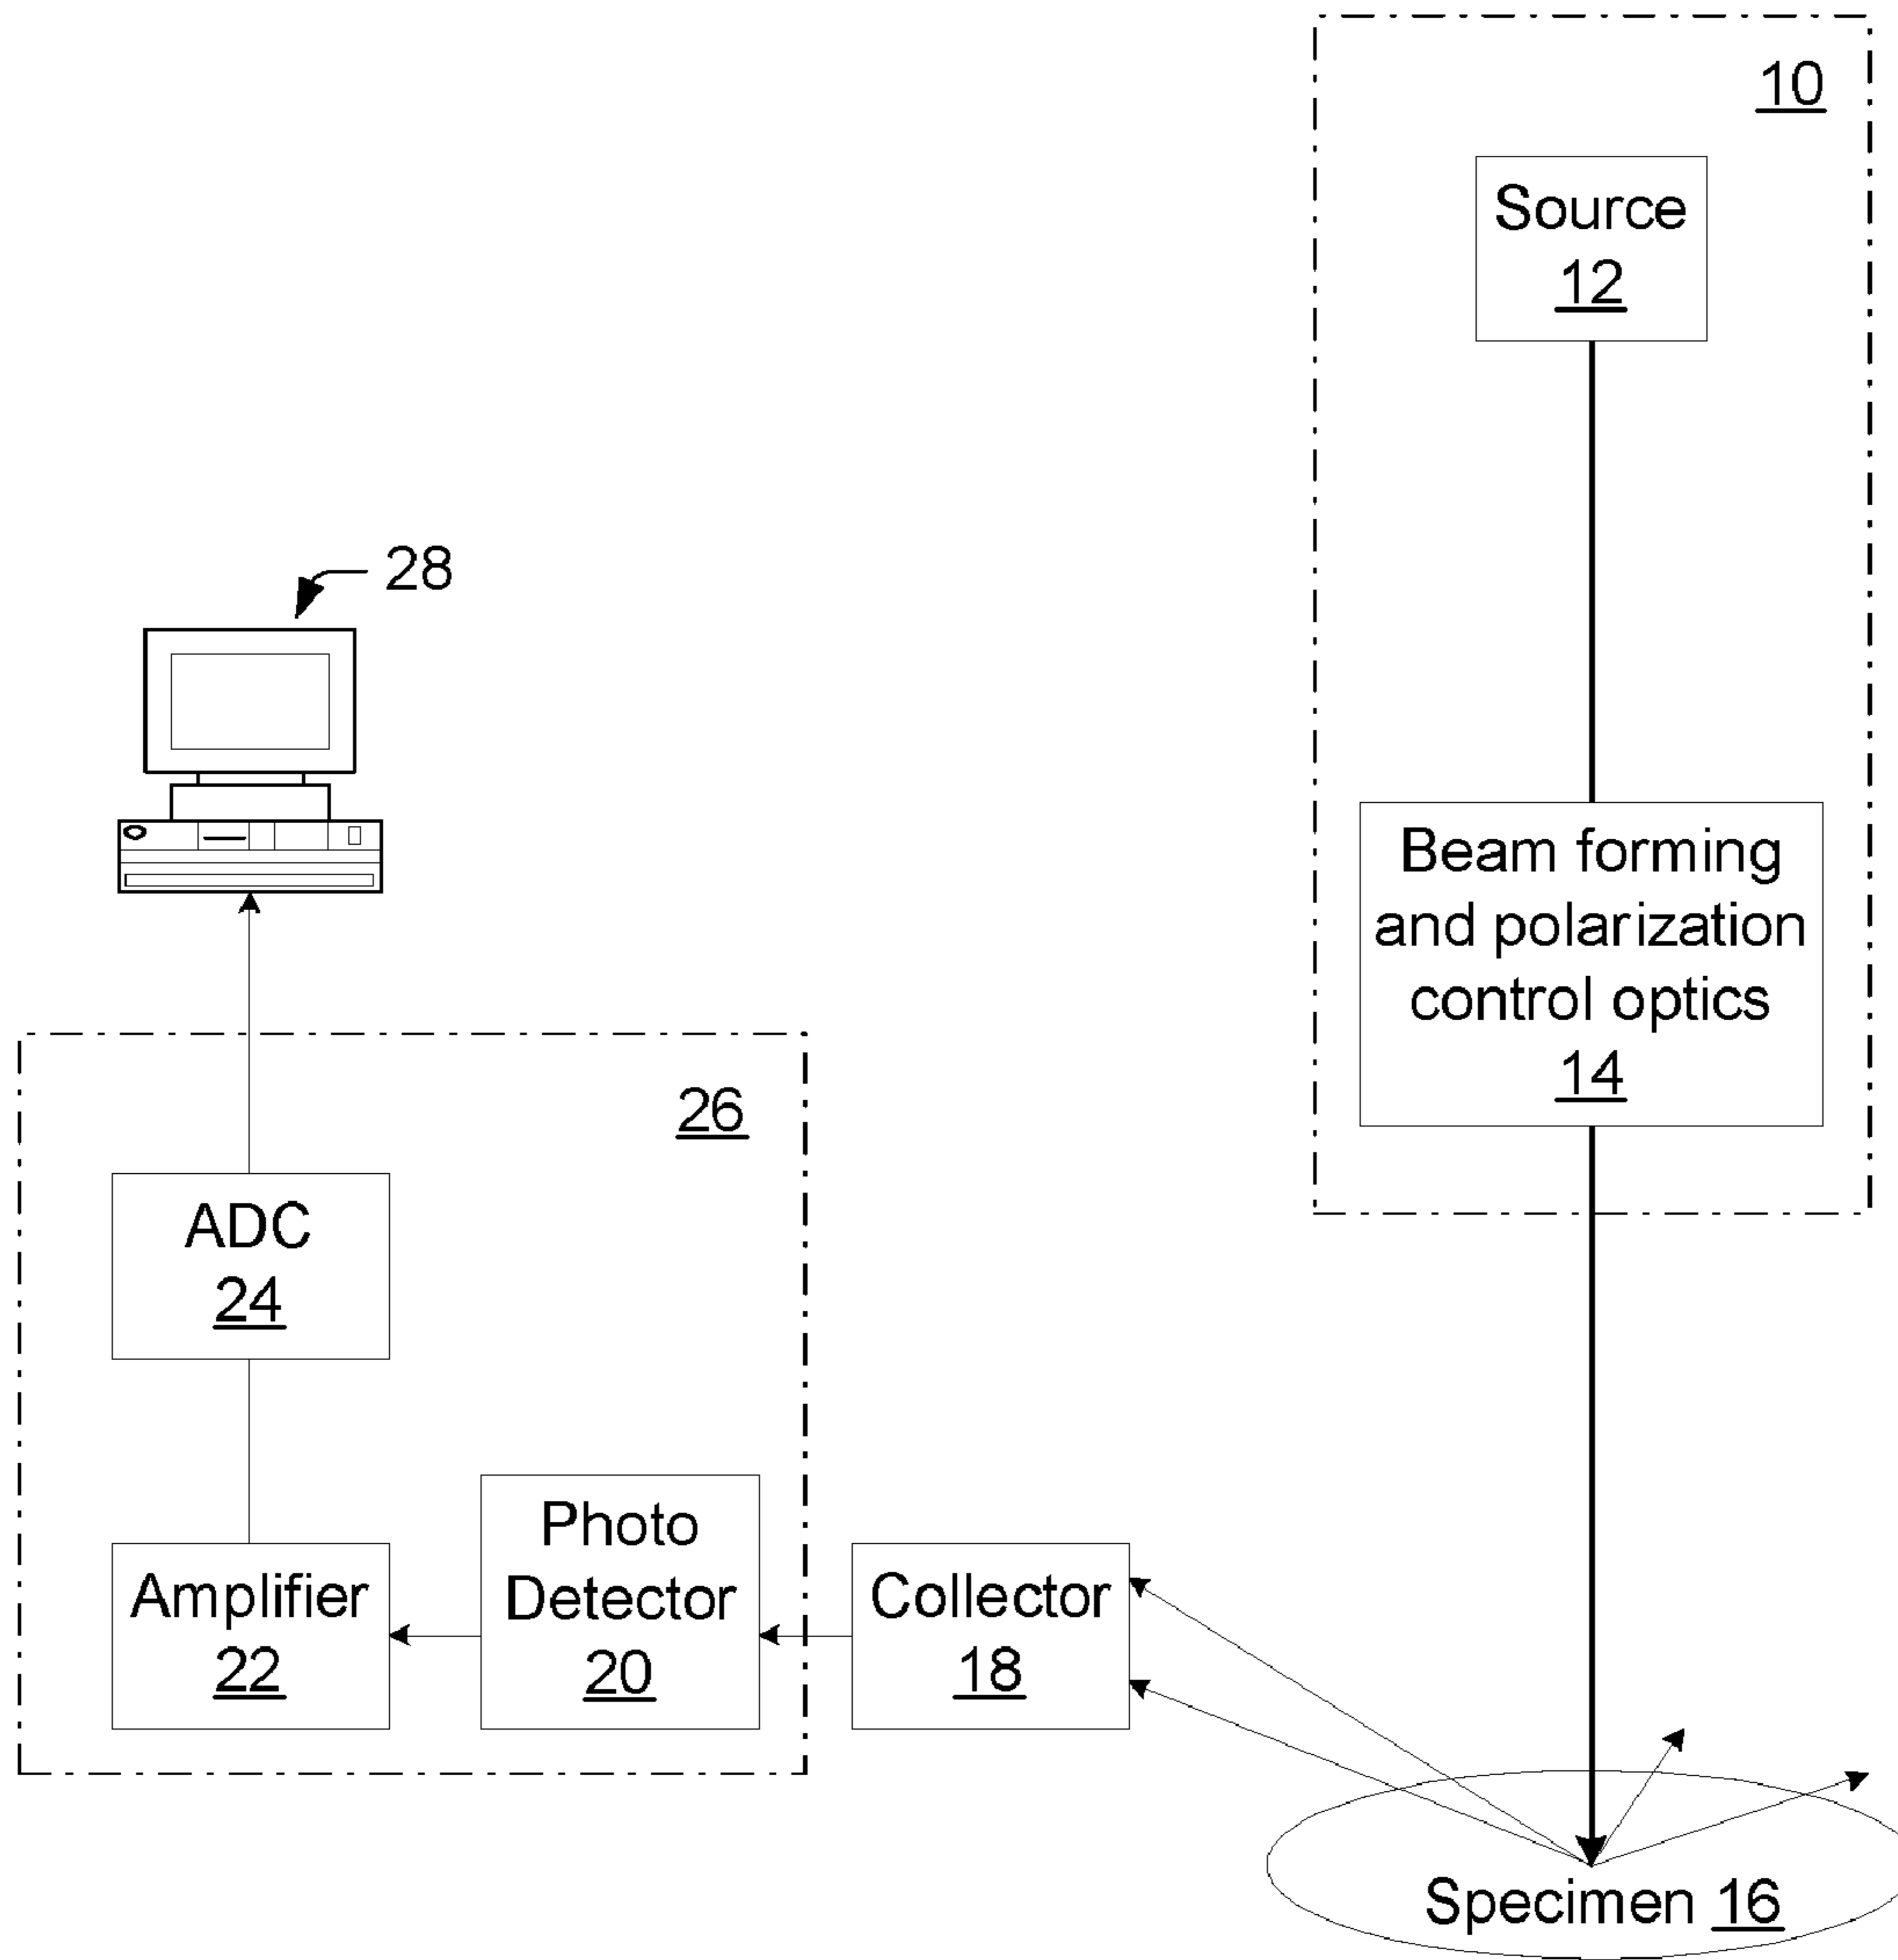 10
Source
12
28
Beam forming
and polarization
control optics
14
26
ADC
24
Photo
Detector
20
Amplifier
22
Collector
18
Specimen 16